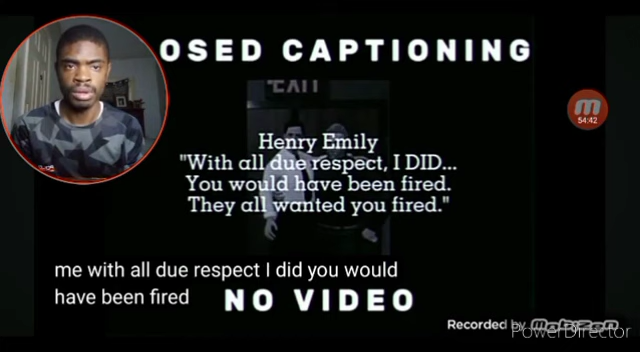 OSED CAPTIONING
EXIT
54:42
Henry Emily
"With all due respect, I DID...
You would have been fired.
They all wanted you fired."
me with all due respect I did you would
have been fired
NO VIDEO
Recorded by Mobizen
PowerDirector